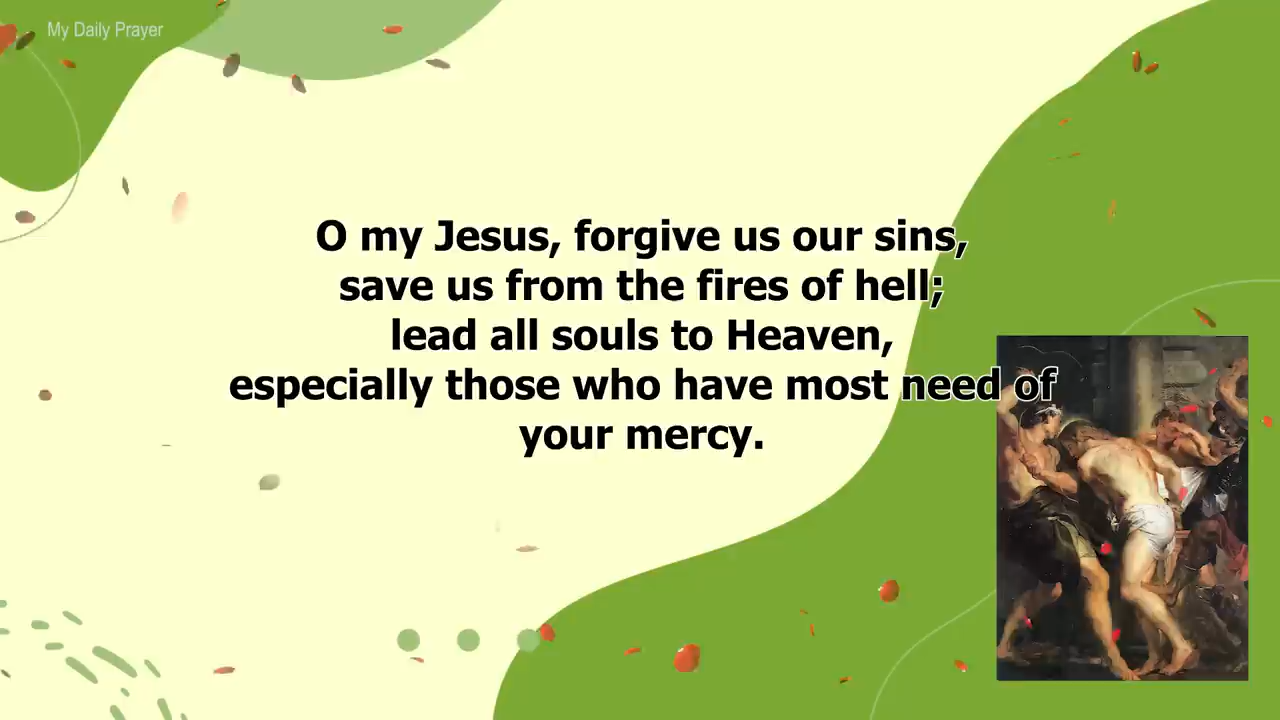 My Daily Prayer
O my Jesus, forgive us our sins,
save us from the fires of hell;
lead all souls to Heaven,
especially those who have most need of
your mercy.